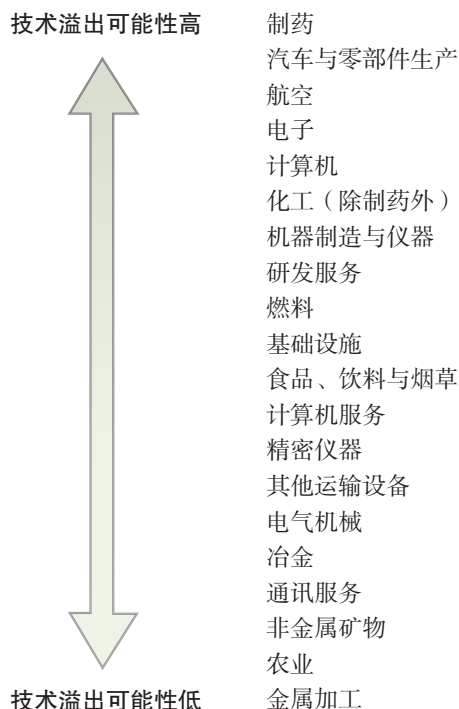 技术溢出可能性高
制药
汽车与零部件生产
航空
电子
计算机
化工（除制药外）
机器制造与仪器
研发服务
燃料
基础设施
食品、饮料与烟草
计算机服务
精密仪器
其他运输设备
电气机械
冶金
通讯服务
非金属矿物
农业
技术溢出可能性低
金属加工